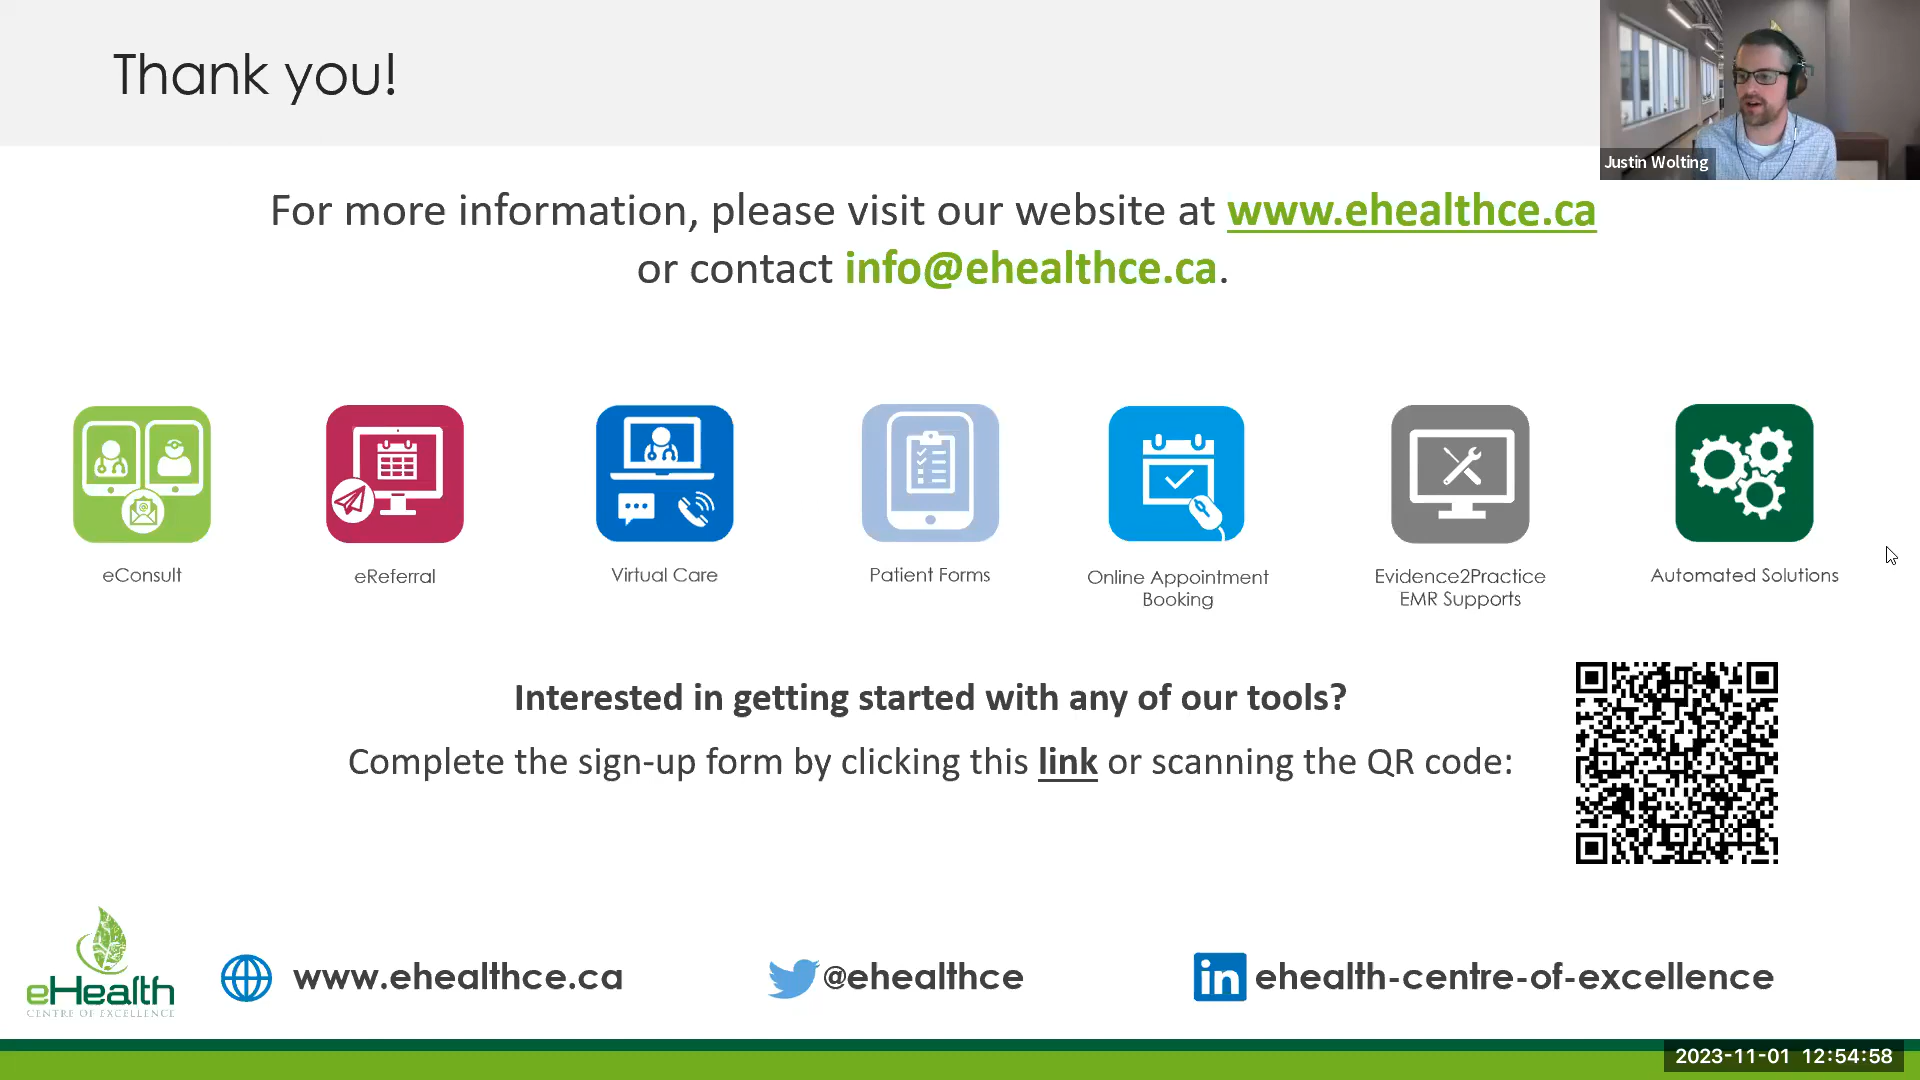 Thank you!
Justin Wolting
For more information, please visit our website at www.ehealthce.ca
or contact info@ehealthce.ca.
eConsult
eReferral
Virtual Care
Patient Forms
Online Appointment
Booking
Evidence2Practice
EMR Supports
Automated Solutions
Interested in getting started with any of our tools?
Complete the sign-up form by clicking this link or scanning the QR code:
eHealth
CENTRE OF EXCELLENCE
www.ehealthce.ca
@ehealthce
in ehealth-centre-of-excellence
2023-11-01 12:54:58